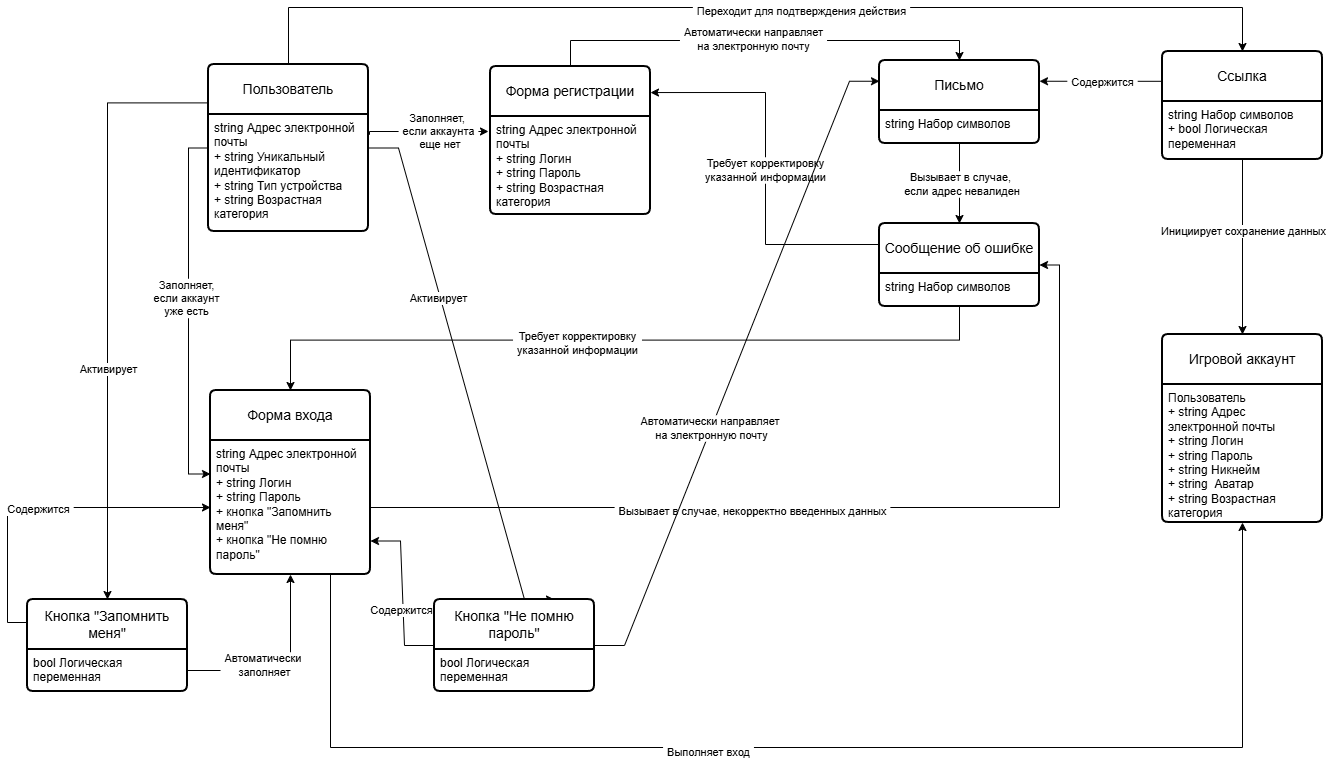 Переходит для подтверждения действия
Автоматически направляет
на электронную почту
Пользователь
string Адрес электронной
почты
+ string Уникальный
идентификатор
+ string Тип устройства
+ string Возрастная
категория
Заполняет,
если аккаунта
еще нет
Форма регистрации
string Адрес электронной
почты
+ string Логин
+ string Пароль
+ string Возрастная
категория
Письмо
string Набор символов
Содержится
Ссылка
string Набор символов
+ bool Логическая
переменная
Требует корректировку
указанной информации
Вызывает в случае,
если адрес невалиден
Инициирует сохранение данных
Сообщение об ошибке
string Набор символов
Заполняет,
если аккаунт
уже есть
Активирует
Требует корректировку
указанной информации
Активирует
Игровой аккаунт
Пользователь
+ string Адрес
электронной почты
+ string Логин
+ string Пароль
+ string Никнейм
+ string  Аватар
+ string Возрастная
категория
Форма входа
string Адрес электронной
почты
+ string Логин
+ string Пароль
+ кнопка "Запомнить
меня"
+ кнопка "Не помню
пароль"
Автоматически направляет
на электронную почту
Содержится
Вызывает в случае, некорректно введенных данных
Кнопка "Запомнить
меня"
bool Логическая
переменная
Автоматически
заполняет
Содержится
Кнопка "Не помню
пароль"
bool Логическая
переменная
Выполняет вход